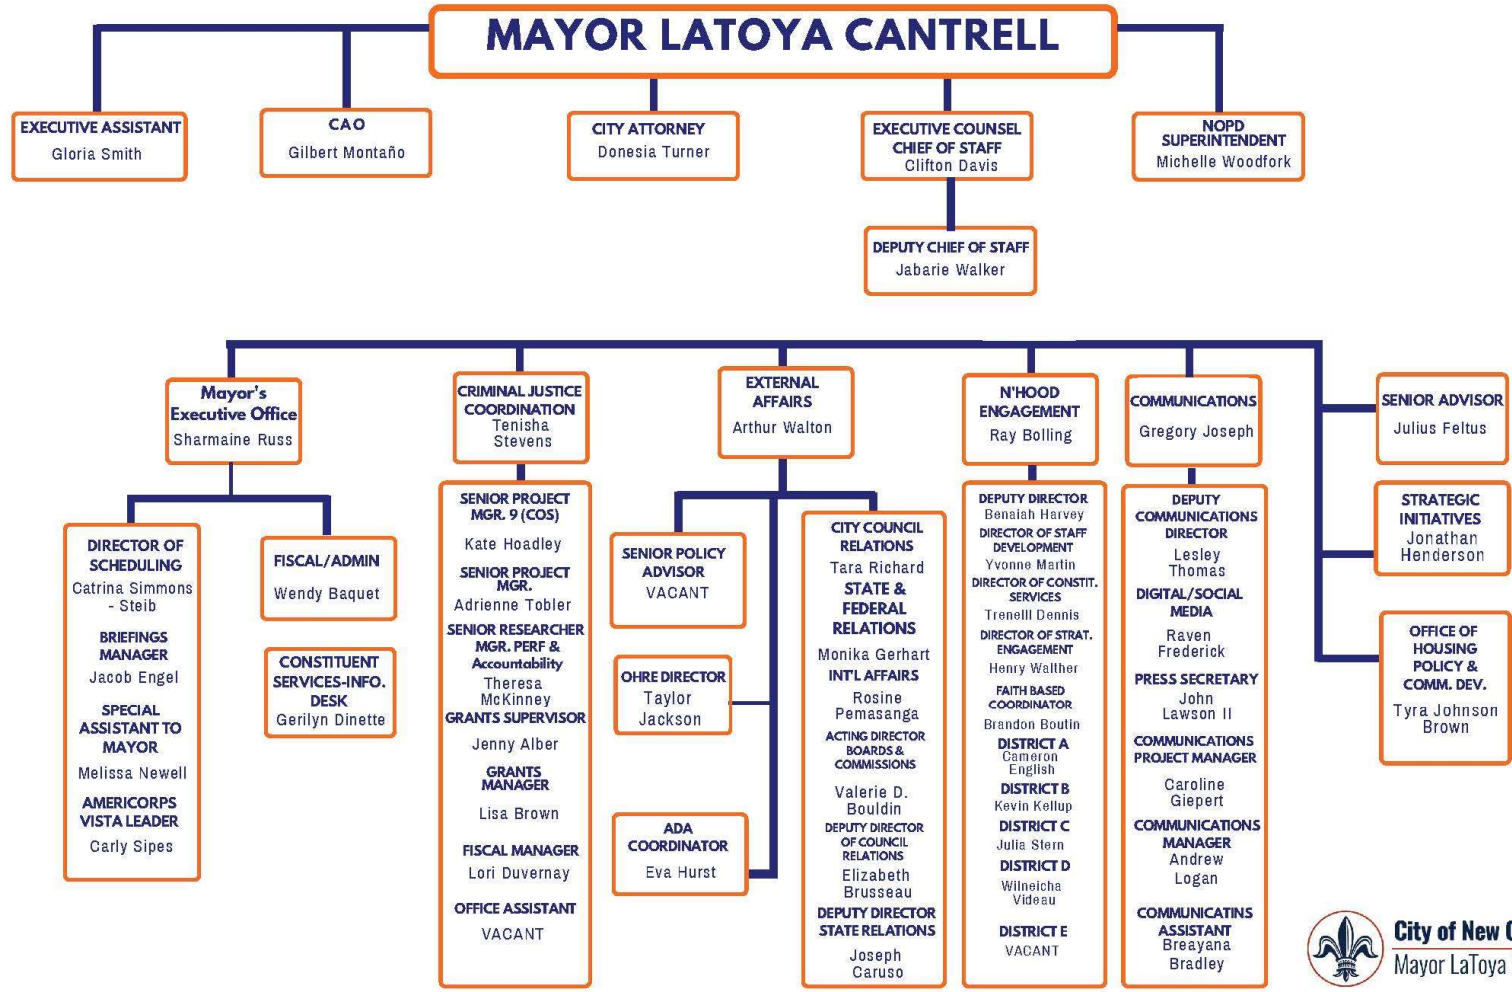 MAYOR LATOYA CANTRELL
EXECUTIVE ASSISTANT
Gloria Smith
CAO
Gilbert Montaño
CITY ATTORNEY
Donesia Turner
EXECUTIVE COUNSEL
CHIEF OF STAFF
Clifton Davis
NOPD
SUPERINTENDENT
Michelle Woodfork
DEPUTY CHIEF OF STAFF
Jabarie Walker
Mayor's
Executive Office
Sharmaine Russ
DIRECTOR OF
SCHEDULING
Catrina Simmons
- Steib
BRIEFINGS
MANAGER
Jacob Engel
SPECIAL
ASSISTANT TO
MAYOR
Melissa Newell
AMERICORPS
VISTA LEADER
Carly Sipes
FISCAL/ADMIN
Wendy Baquet
CONSTITUENT
SERVICES-INFO.
DESK
Gerilyn Dinette
CRIMINAL JUSTICE
COORDINATION
Tenisha
Stevens
SENIOR PROJECT
MGR. 9 (COS)
Kate Hoadley
SENIOR PROJECT
MGR.
Adrienne Tobler
SENIOR RESEARCHER
MGR. PERF &
Accountability
Theresa
McKinney
GRANTS SUPERVISOR
Jenny Alber
GRANTS
MANAGER
Lisa Brown
FISCAL MANAGER
Lori Duvernay
OFFICE ASSISTANT
VACANT
EXTERNAL
AFFAIRS
Arthur Walton
SENIOR POLICY
ADVISOR
VACANT
OHRE DIRECTOR
Taylor
Jackson
ADA
COORDINATOR
Eva Hurst
CITY COUNCIL
RELATIONS
Tara Richard
STATE &
FEDERAL
RELATIONS
Monika Gerhart
INT'L AFFAIRS
Rosine
Pemasanga
ACTING DIRECTOR
BOARDS &
COMMISSIONS
Valerie D.
Bouldin
DEPUTY DIRECTOR
OF COUNCIL
RELATIONS
Elizabeth
Brusseau
DEPUTY DIRECTOR
STATE RELATIONS
Joseph
Caruso
N'HOOD
ENGAGEMENT
Ray Bolling
DEPUTY DIRECTOR
Benaiah Harvey
DIRECTOR OF STAFF
DEVELOPMENT
Yvonne Martin
DIRECTOR OF CONSTIT.
SERVICES
Trenelll Dennis
DIRECTOR OF STRAT.
ENGAGEMENT
Henry Walther
FAITH BASED
COORDINATOR
Brandon Boutin
DISTRICT A
Cameron
English
DISTRICT B
Kevin Kellup
DISTRICT C
Julia Stern
DISTRICT D
Wilneicha
Videau
DISTRICT E
VACANT
COMMUNICATIONS
Gregory Joseph
DEPUTY
COMMUNICATIONS
DIRECTOR
Lesley
Thomas
DIGITAL/SOCIAL
MEDIA
Raven
Frederick
PRESS SECRETARY
John
Lawson II
COMMUNICATIONS
PROJECT MANAGER
Caroline
Giepert
COMMUNICATIONS
MANAGER
Andrew
Logan
COMMUNICATINS
ASSISTANT
Breayana
Bradley
SENIOR ADVISOR
Julius Feltus
STRATEGIC
INITIATIVES
Jonathan
Henderson
OFFICE OF
HOUSING
POLICY &
COMM. DEV.
Tyra Johnson
Brown
City of New O
Mayor LaToya